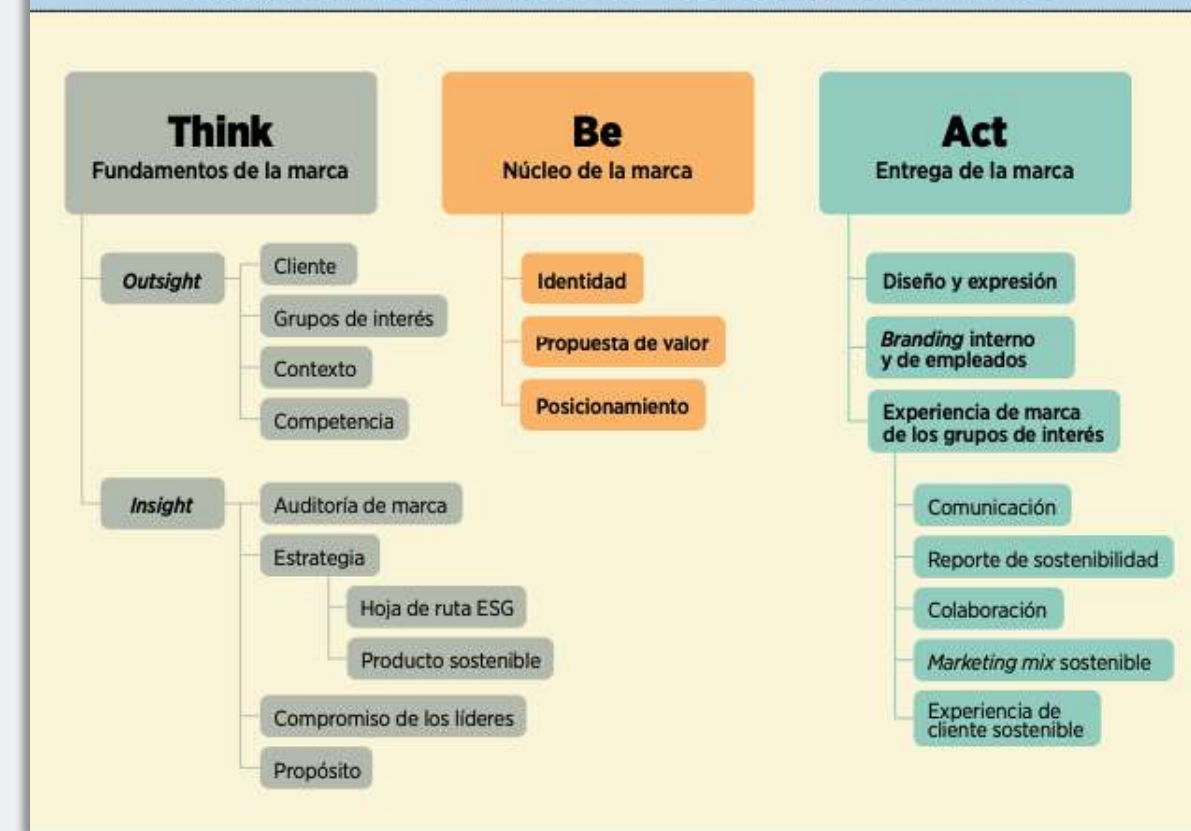 Think
Fundamentos de la marca
Outsight
Cliente
Grupos de interés
Contexto
Competencia
Insight
Auditoría de marca
Estrategia
Hoja de ruta ESG
Producto sostenible
Compromiso de los líderes
Propósito
Be
Núcleo de la marca
Identidad
Propuesta de valor
Posicionamiento
Act
Entrega de la marca
Diseño y expresión
Branding interno
y de empleados
Experiencia de marca
de los grupos de interés
Comunicación
Reporte de sostenibilidad
Colaboración
Marketing mix sostenible
Experiencia de
cliente sostenible